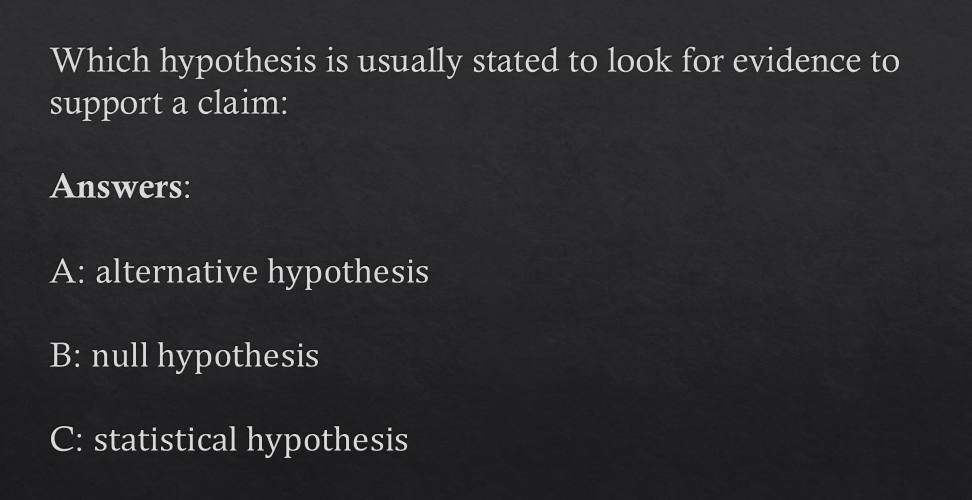 Which hypothesis is usually stated to look for evidence to
support a claim:
Answers:
A: alternative hypothesis
B: null hypothesis
C: statistical hypothesis